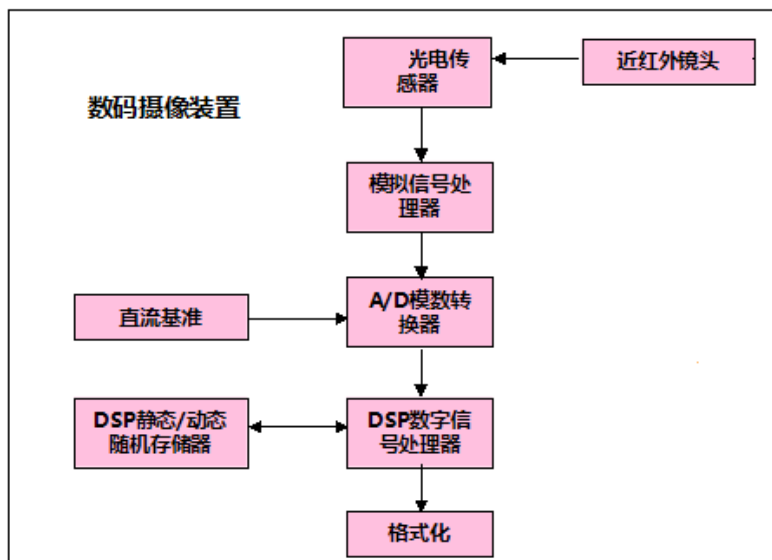 光电传
感器
近红外镜头
数码摄像装置
模拟信号处
理器
A/D模数转
换器
直流基准
DSP静态/动态
随机存储器
DSP数字信
号处理器
格式化